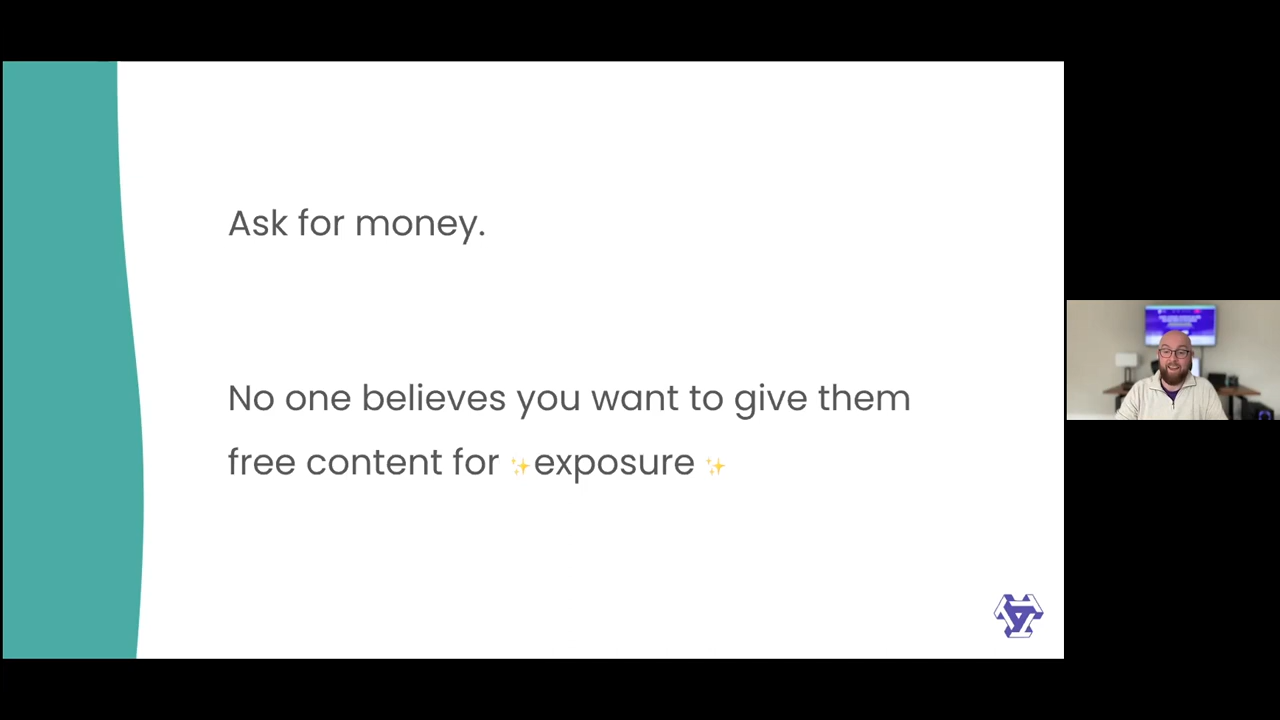 Ask for money.
No one believes you want to give them
free content for ✨exposure ✨